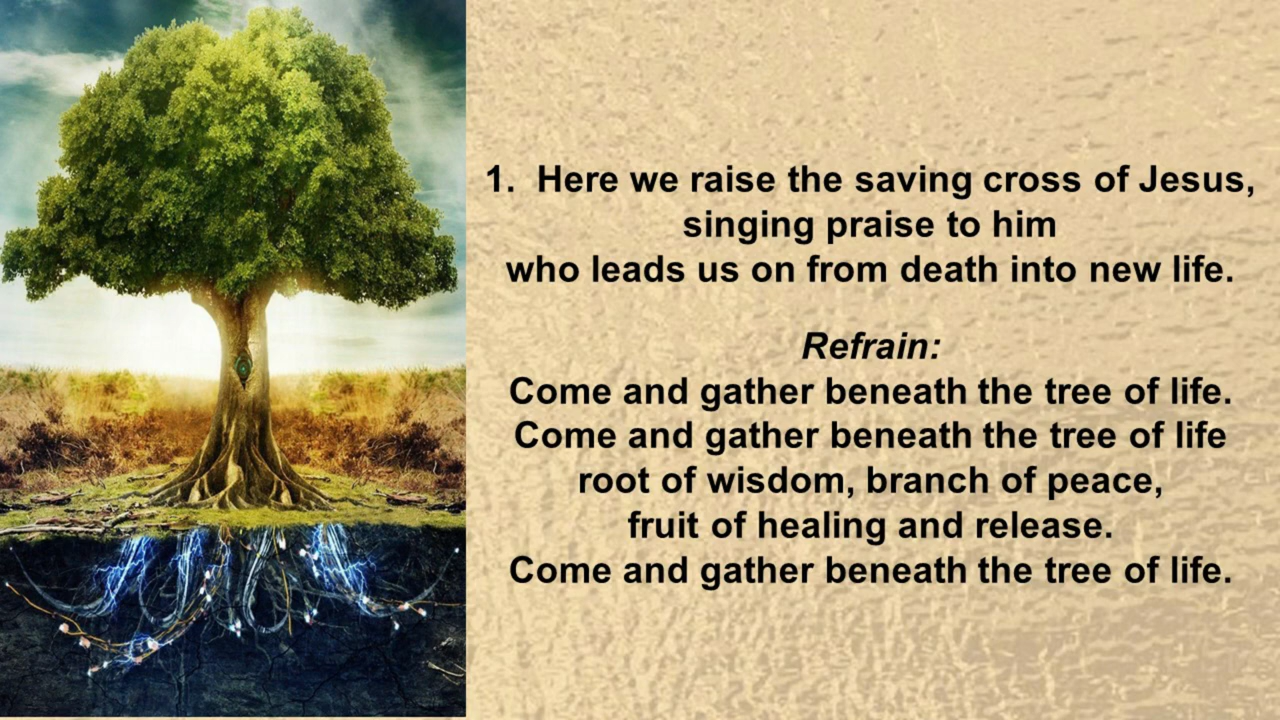 1. Here we raise the saving cross of Jesus,
singing praise to him
who leads us on from death into new life.
Refrain:
Come and gather beneath the tree of life.
Come and gather beneath the tree of life
root of wisdom, branch of peace,
fruit of healing and release.
Come and gather beneath the tree of life.